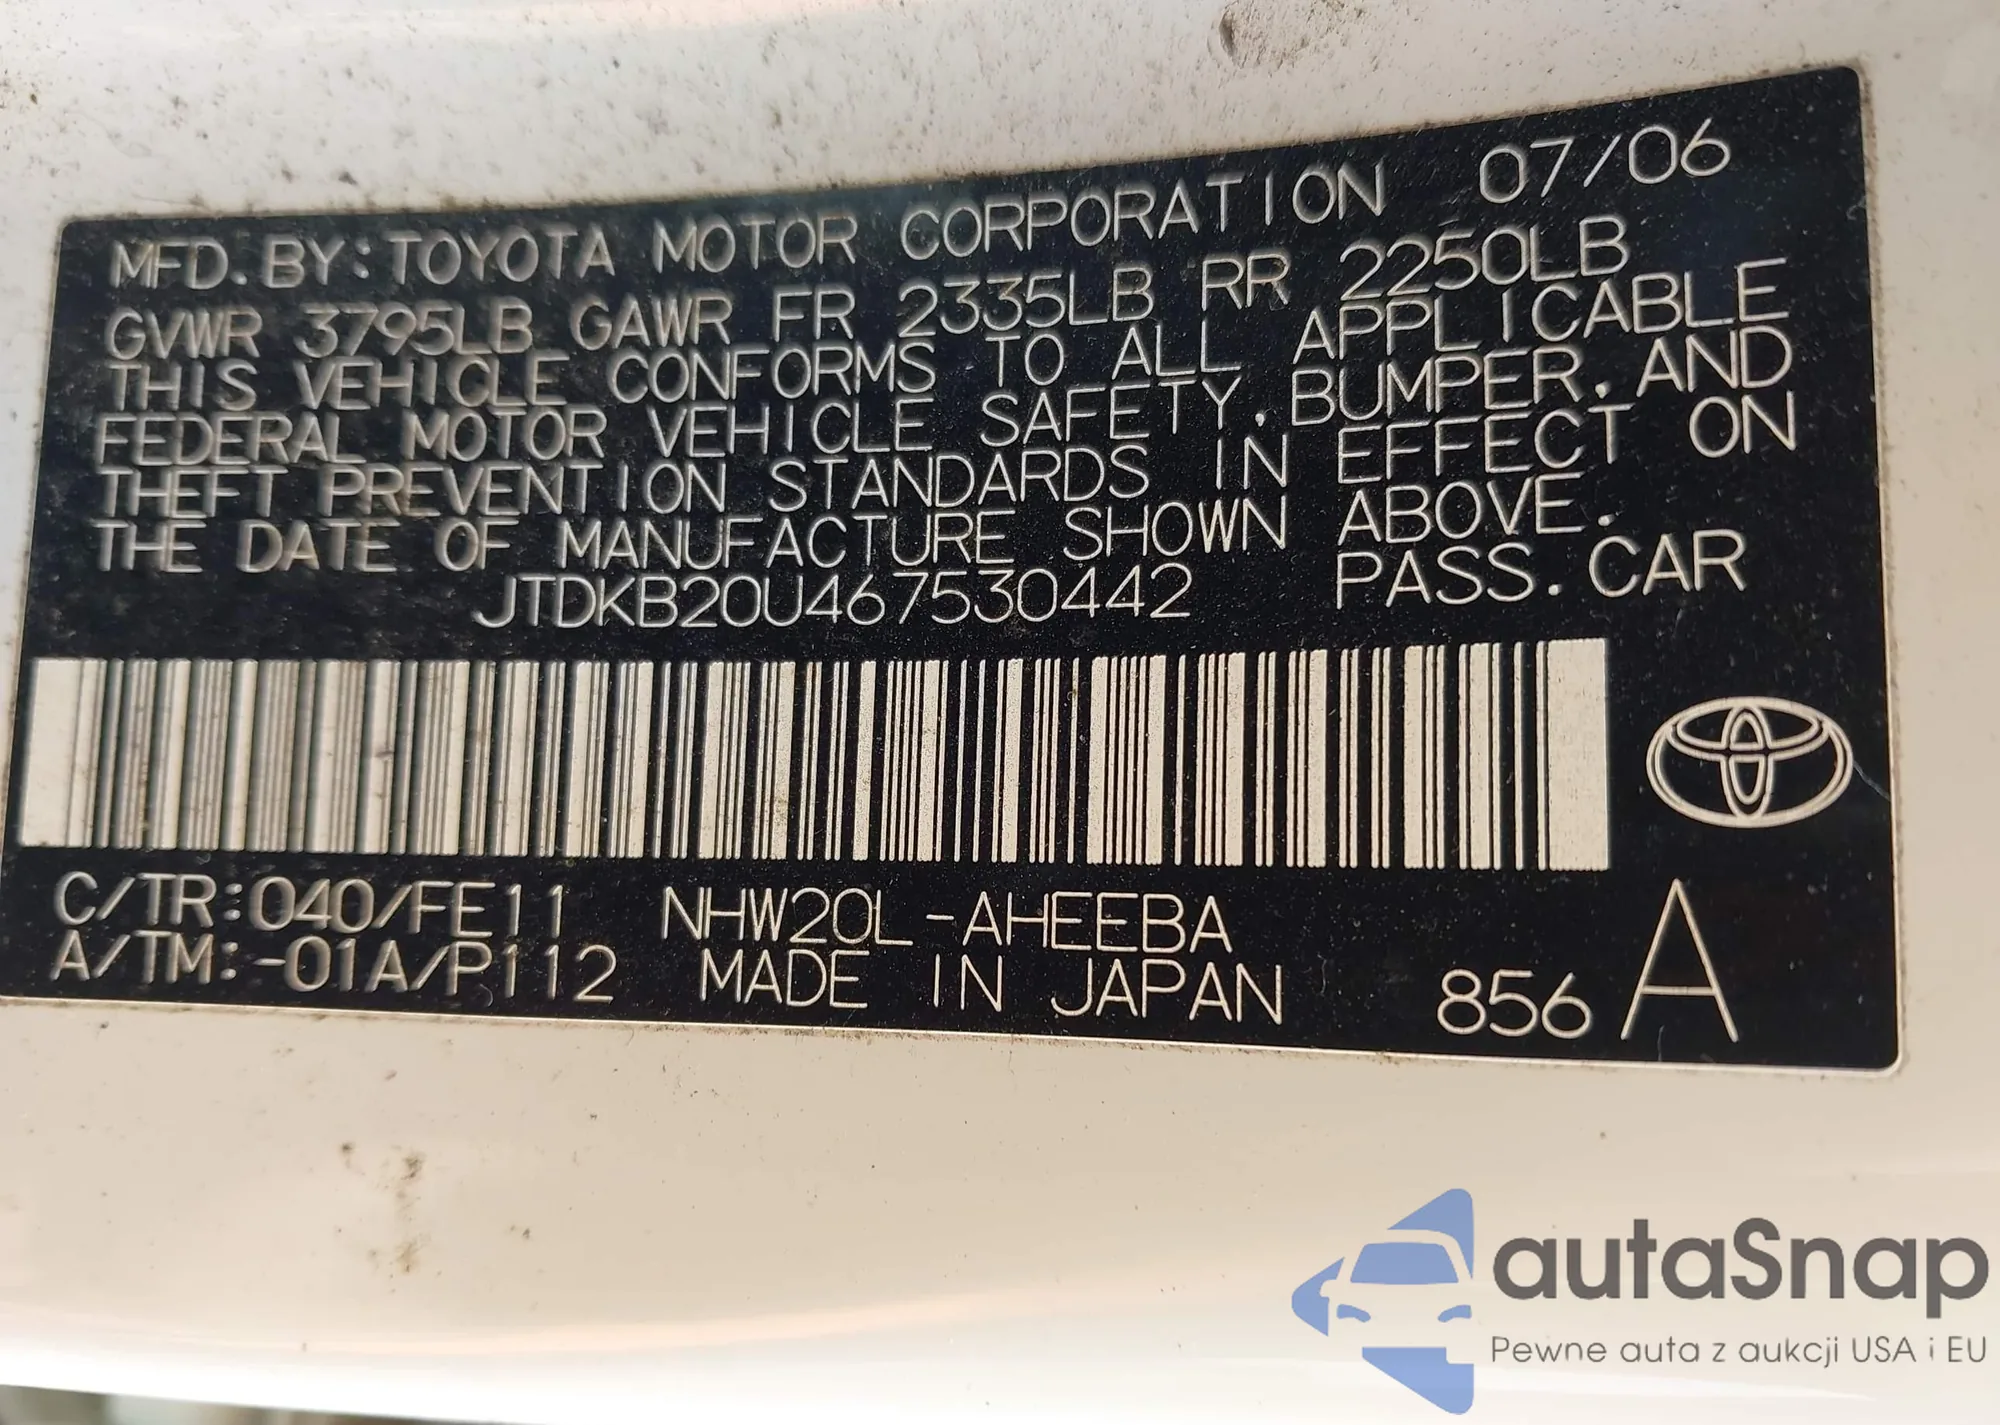 MFD. BY: TOYOTA MOTOR CORPORATION 07/06
GVWR 3795LB GAWR FR 2335LB RR 2250LB
THIS VEHICLE CONFORMS TO ALL APPLICABLE
FEDERAL MOTOR VEHICLE SAFETY, BUMPER, AND
THEFT PREVENTION STANDARDS IN EFFECT ON
THE DATE OF MANUFACTURE SHOWN ABOVE.
JTDKB20U467530442 PASS. CAR
C/TR: 040/FE11 NHW20L-AHEEBA
A/TM: -01A/P112 MADE IN JAPAN 856 A
autaSnap
Pewne auta z aukcji USA i EU